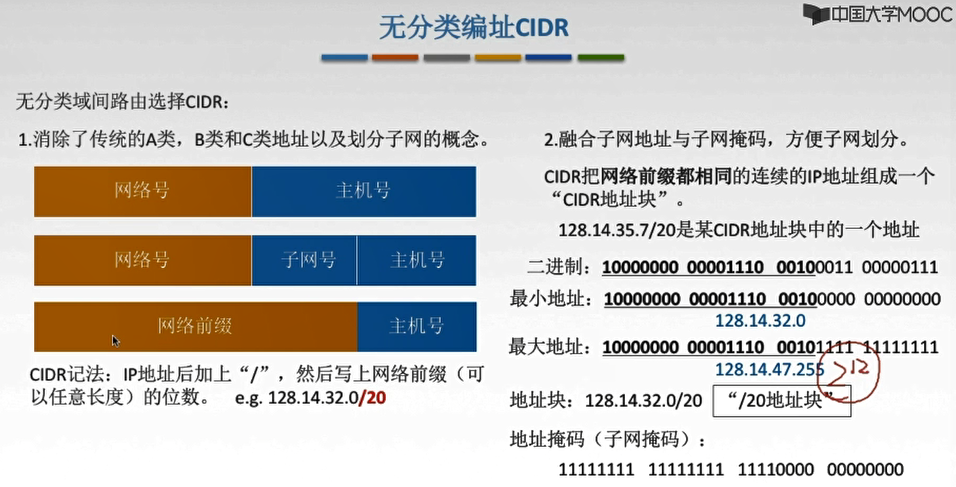 中国大学MOOC
无分类编址CIDR
无分类域间路由选择CIDR：
1.消除了传统的A类，B类和C类地址以及划分子网的概念。
网络号 主机号
网络号 子网号 主机号
网络前缀 主机号
CIDR记法：IP地址后加上“/”，然后写上网络前缀（可
以任意长度）的位数。 e.g. 128.14.32.0/20
2.融合子网地址与子网掩码，方便子网划分。
CIDR把网络前缀都相同的连续的IP地址组成一个
“CIDR地址块”。
128.14.35.7/20是某CIDR地址块中的一个地址
二进制：10000000 00001110 00100011 00000111
最小地址：10000000 00001110 00100000 00000000
128.14.32.0
最大地址：10000000 00001110 00101111 11111111
128.14.47.255
2^12
地址块：128.14.32.0/20 “/20地址块”
地址掩码（子网掩码）：
11111111 11111111 11110000 00000000